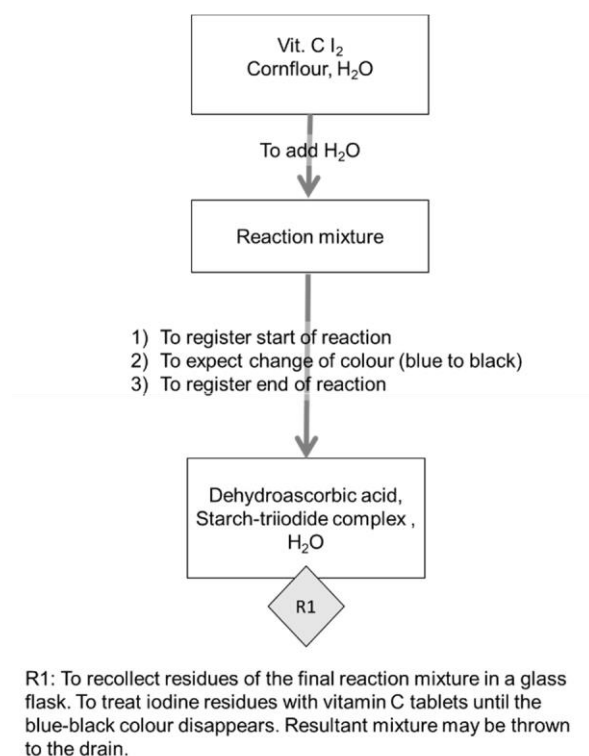 Vit. C I₂
Cornflour, H₂O
To add H₂O
Reaction mixture
1) To register start of reaction
2) To expect change of colour (blue to black)
3) To register end of reaction
Dehydroascorbic acid,
Starch-triiodide complex ,
H₂O
R1
R1: To recollect residues of the final reaction mixture in a glass
flask. To treat iodine residues with vitamin C tablets until the
blue-black colour disappears. Resultant mixture may be thrown
to the drain.